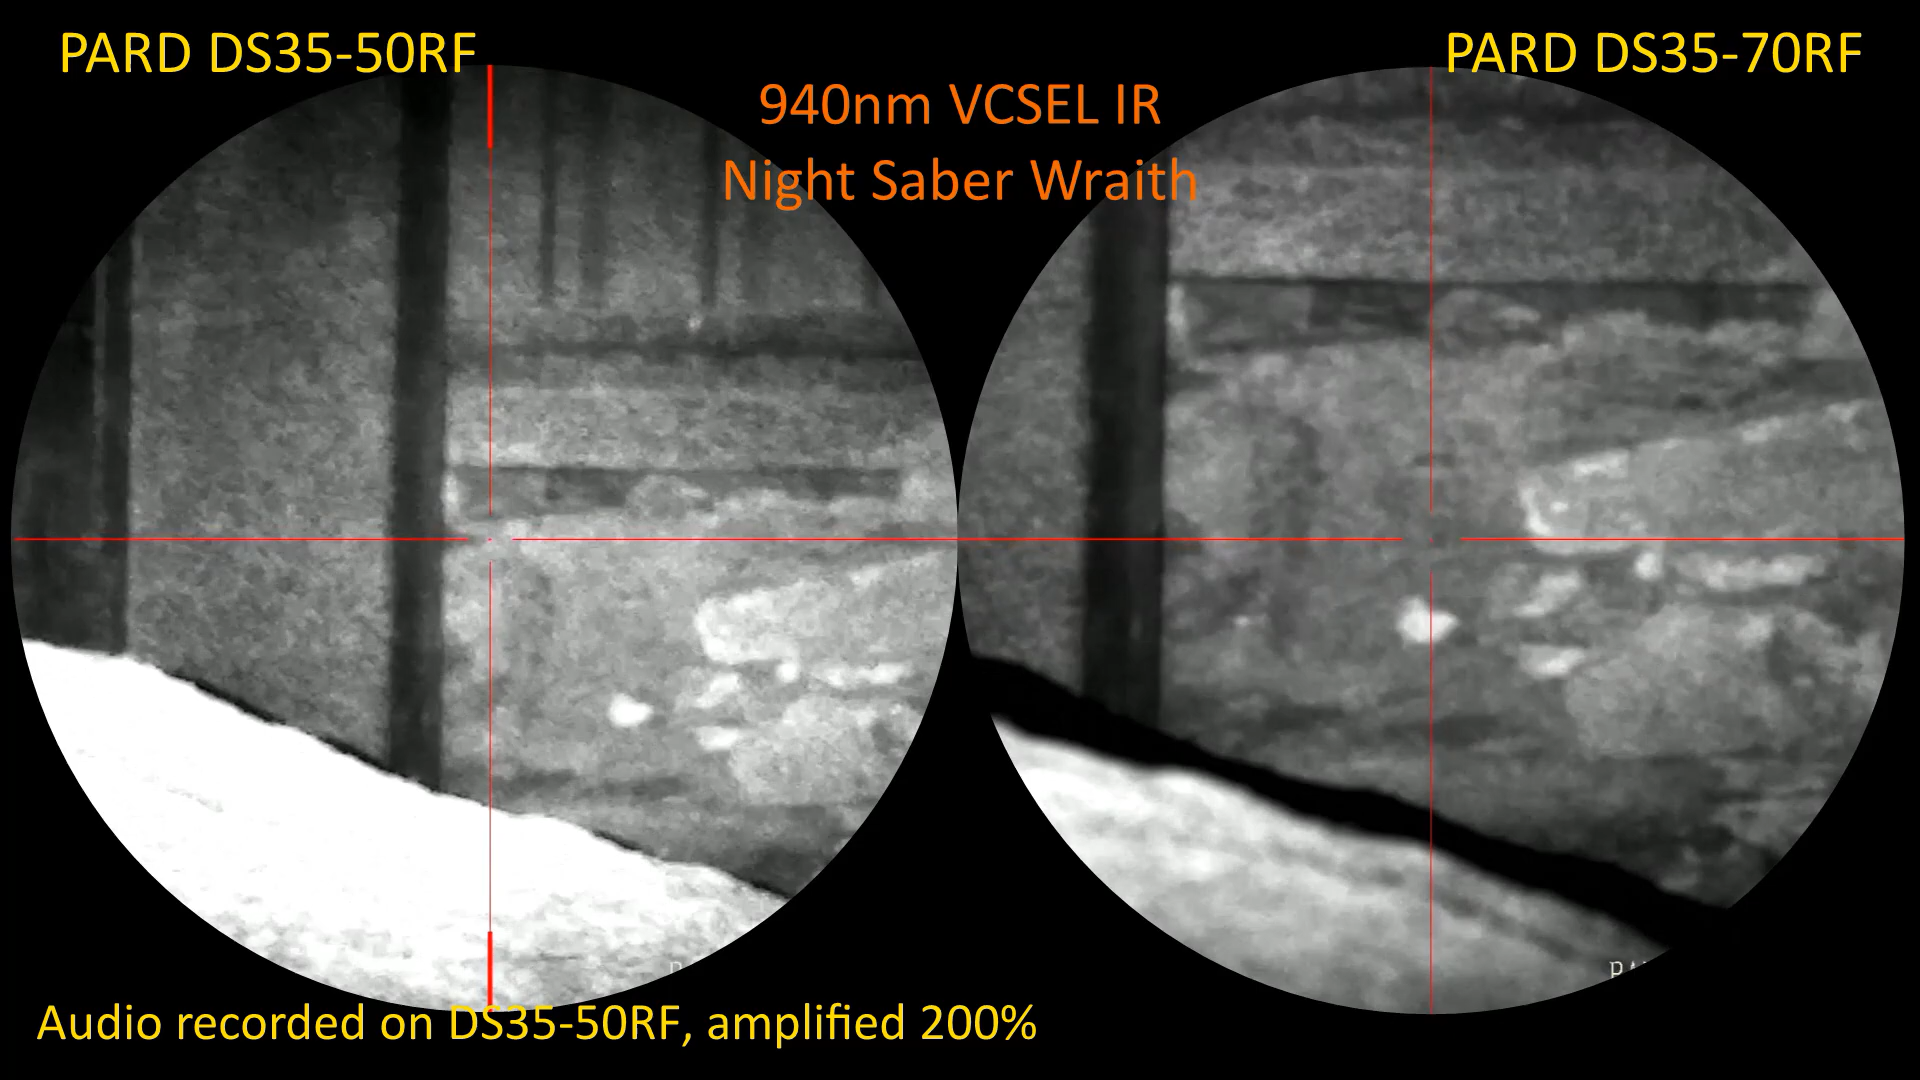 PARD DS35-50RF
PARD DS35-70RF
940nm VCSEL IR
Night Saber Wraith
Audio recorded on DS35-50RF, amplified 200%